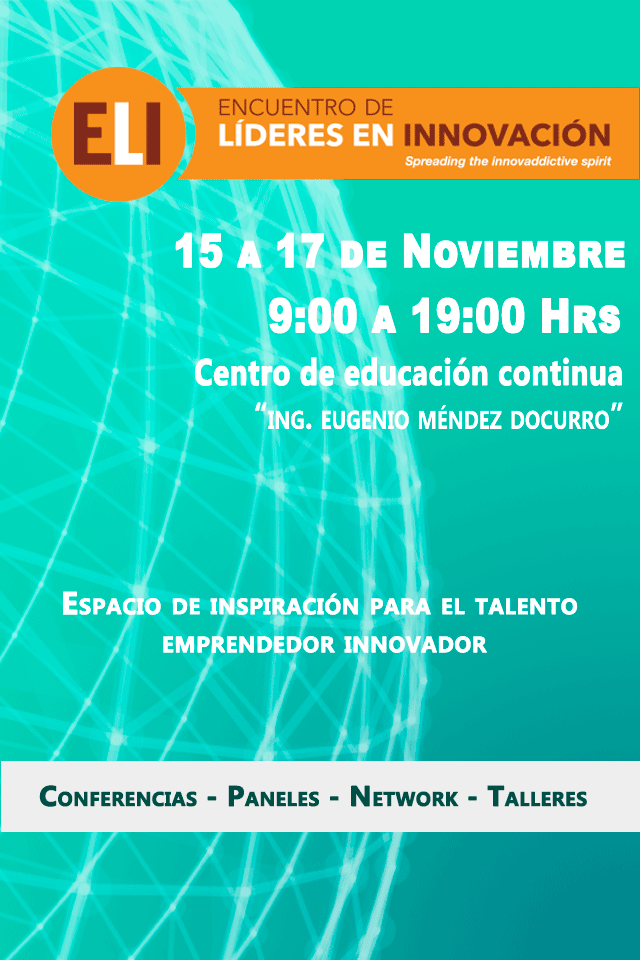 ELI
ENCUENTRO DE
LÍDERES EN INNOVACIÓN
Spreading the innovaddictive spirit
15 A 17 DE NOVIEMBRE
9:00 A 19:00 HRS
Centro de educación continua
“ING. EUGENIO MÉNDEZ DOCURRO”
ESPACIO DE INSPIRACIÓN PARA EL TALENTO
EMPRENDEDOR INNOVADOR
CONFERENCIAS - PANELES - NETWORK - TALLERES